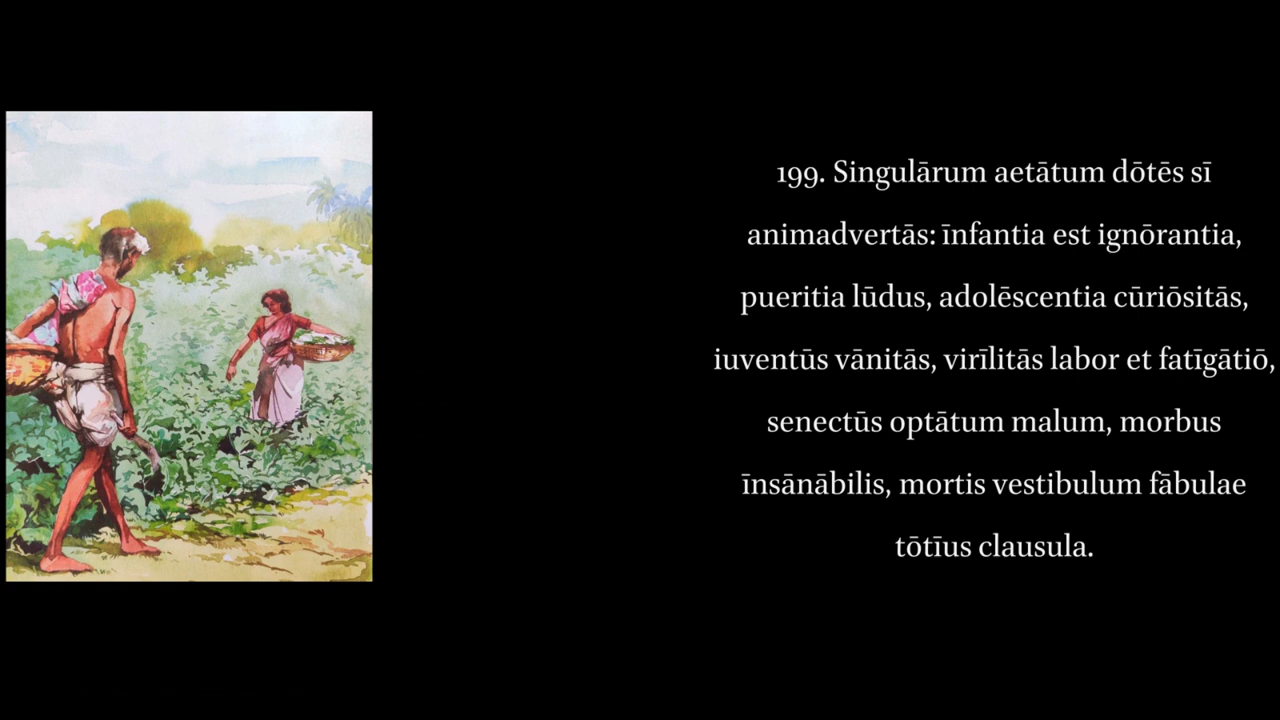 199. Singulārum aetātum dōtēs sī
animadvertās: īnfantia est ignōrantia,
pueritia lūdus, adolēscentia cūriōsitās,
iuventūs vānitās, virīlitās labor et fatīgātiō,
senectūs optātum malum, morbus
īnsānābilis, mortis vestibulum fābulae
tōtīus clausula.